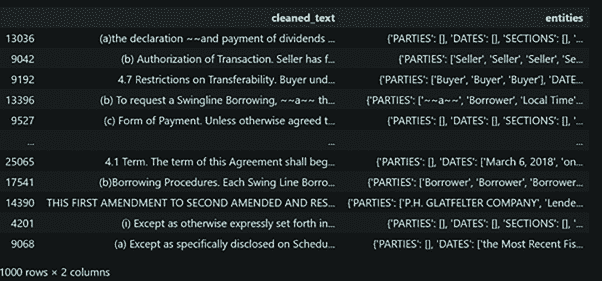 cleaned_text entities
13036 (a)the declaration ~~and payment of dividends ... {'PARTIES': [], 'DATES': [], 'SECTIONS': [], '...
9042 (b) Authorization of Transaction. Seller has f... {'PARTIES': ['Seller', 'Seller', 'Seller', 'Se...
9192 4.7 Restrictions on Transferability. Buyer und... {'PARTIES': ['Buyer', 'Buyer', 'Buyer'], 'DATE...
13396 (b) To request a Swingline Borrowing, ~~a~~ th... {'PARTIES': ['~~a~~', 'Borrower', 'Local Time'...
9527 (c) Form of Payment. Unless otherwise agreed t... {'PARTIES': [], 'DATES': [], 'SECTIONS': [], '...
... ... ...
25065 4.1 Term. The term of this Agreement shall beg... {'PARTIES': [], 'DATES': ['March 6, 2018', 'on...
17541 (b)Borrowing Procedures. Each Swing Line Borro... {'PARTIES': ['Borrower', 'Borrower', 'Borrower...
14390 THIS FIRST AMENDMENT TO SECOND AMENDED AND RES... {'PARTIES': ['P.H. GLATFELTER COMPANY', 'Lende...
4201 (i) Except as otherwise expressly set forth in... {'PARTIES': [], 'DATES': [], 'SECTIONS': [], '...
9068 (a) Except as specifically disclosed on Schedu... {'PARTIES': [], 'DATES': ['the Most Recent Fis...
1000 rows × 2 columns